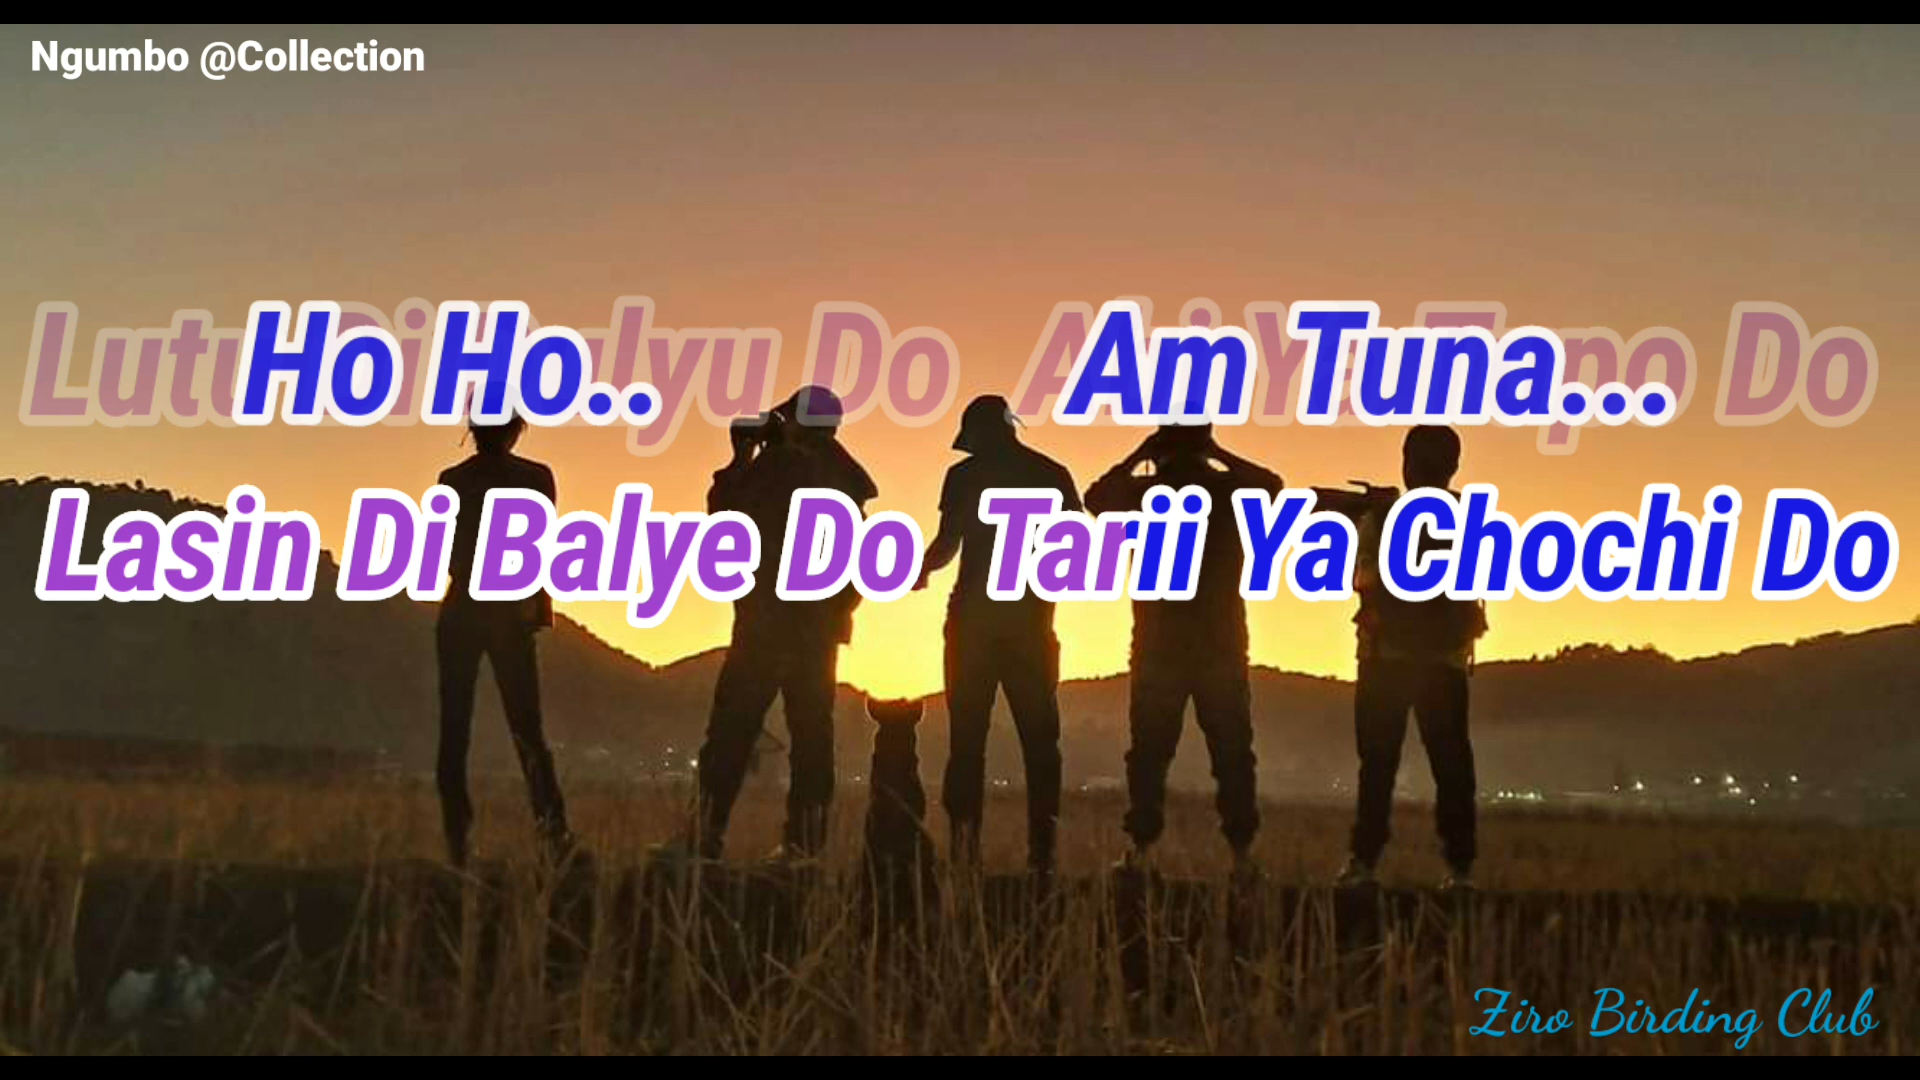 Ngumbo @Collection
Ho Ho.. Am Tuna...
Lasin Di Balye Do Tarii Ya Chochi Do
Ziro Birding Club